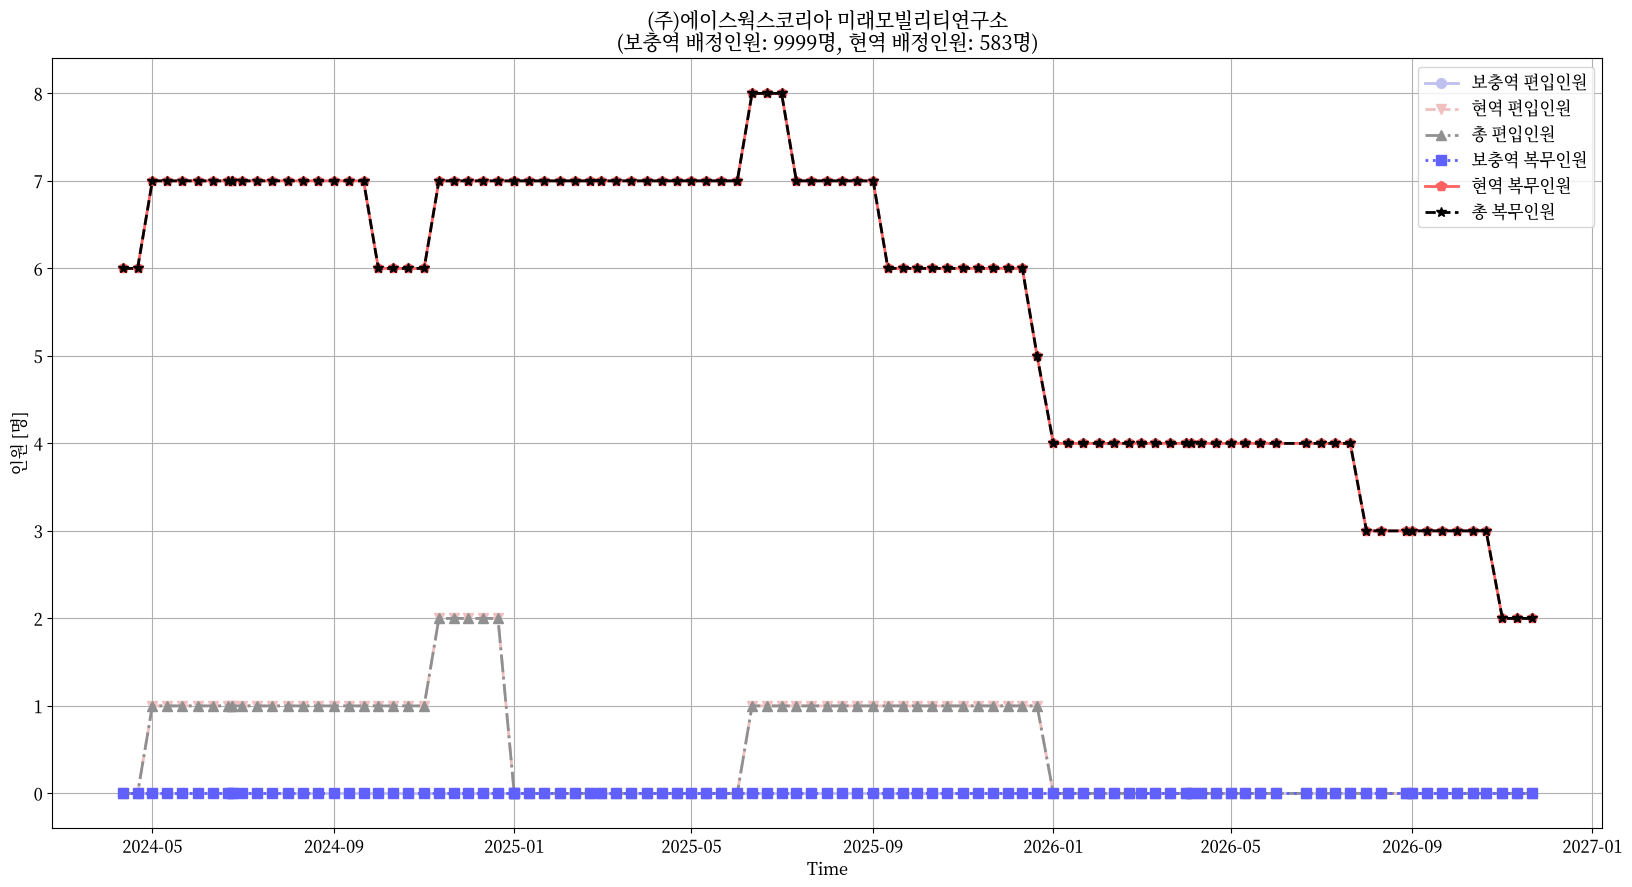 (주)에이스웍스코리아 미래모빌리티연구소
(보충역 배정인원: 9999명, 현역 배정인원: 583명)
보충역 편입인원
현역 편입인원
총 편입인원
보충역 복무인원
현역 복무인원
총 복무인원
인원 [명]
8
7
6
5
4
3
2
1
0
2024-05
2024-09
2025-01
2025-05
2025-09
2026-01
2026-05
2026-09
2027-01
Time